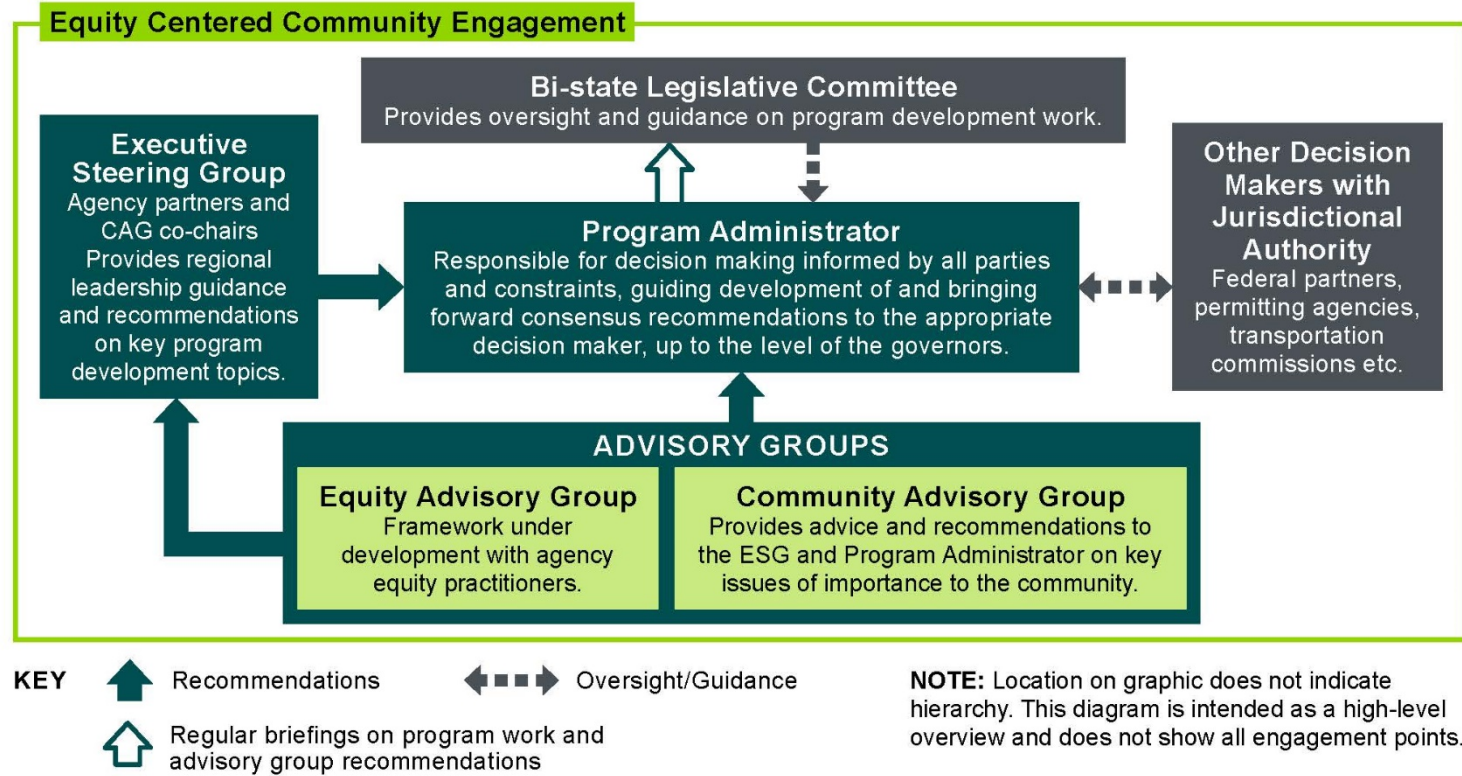 Equity Centered Community Engagement
Bi-state Legislative Committee
Provides oversight and guidance on program development work.
Executive
Steering Group
Agency partners and
CAG co-chairs
Provides regional
leadership guidance
and recommendations
on key program
development topics.
Program Administrator
Responsible for decision making informed by all parties
and constraints, guiding development of and bringing
forward consensus recommendations to the appropriate
decision maker, up to the level of the governors.
Other Decision
Makers with
Jurisdictional
Authority
Federal partners,
permitting agencies,
transportation
commissions etc.
ADVISORY GROUPS
Equity Advisory Group
Framework under
development with agency
equity practitioners.
Community Advisory Group
Provides advice and recommendations to
the ESG and Program Administrator on key
issues of importance to the community.
KEY
Recommendations
Oversight/Guidance
Regular briefings on program work and
advisory group recommendations
NOTE: Location on graphic does not indicate
hierarchy. This diagram is intended as a high-level
overview and does not show all engagement points.